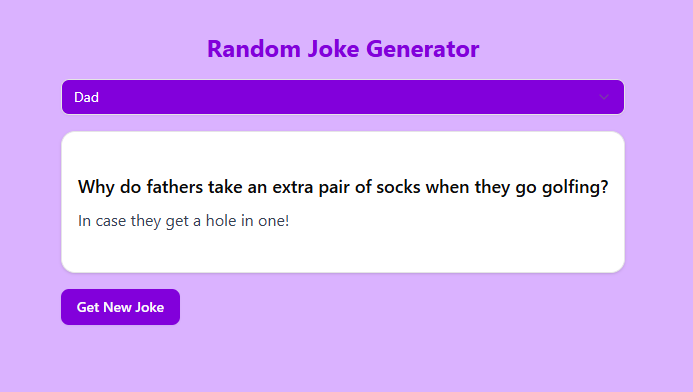 Random Joke Generator
Dad
Why do fathers take an extra pair of socks when they go golfing?
In case they get a hole in one!
Get New Joke